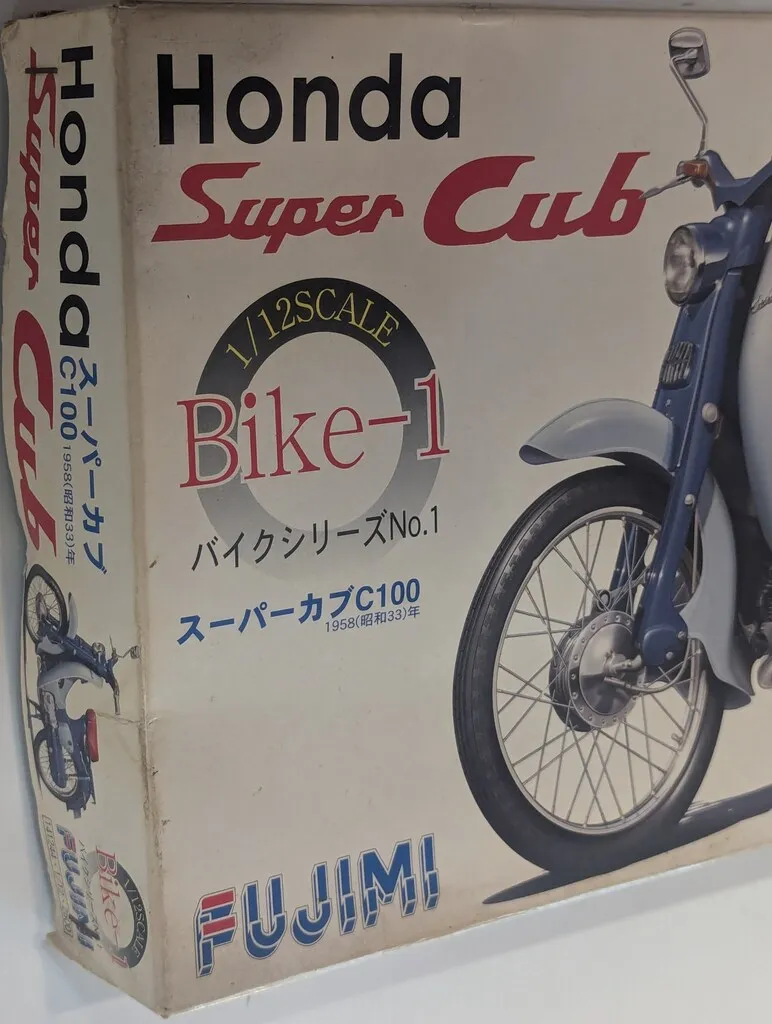 Honda
Super Cub
1/12SCALE
Bike-1
バイクシリーズNo.1
スーパーカブC100
1958(昭和33)年
FUJIMI
Honda
Super Cub
スーパーカブ
C100 1958(昭和33)年
1/12SCALE
Bike-1
FUJIMI